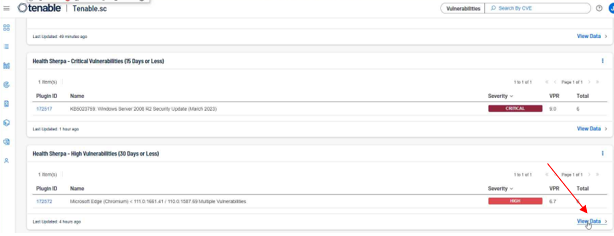 tenable Tenable.sc Vulnerabilities Search By CVE
Last Updated: 49 minutes ago View Data
Health Sherpa - Critical Vulnerabilities (15 Days or Less)
1 Item(s) 1 to 1 of 1 Page 1 of 1
Plugin ID Name Severity VPR Total
172517 KB5023759: Windows Server 2008 R2 Security Update (March 2023) CRITICAL 9.0 6
Last Updated: 1 hour ago View Data
Health Sherpa - High Vulnerabilities (30 Days or Less)
1 Item(s) 1 to 1 of 1 Page 1 of 1
Plugin ID Name Severity VPR Total
172372 Microsoft Edge (Chromium) < 111.0.1661.41 / 110.0.1587.69 Multiple Vulnerabilities HIGH 6.7
Last Updated: 4 hours ago View Data